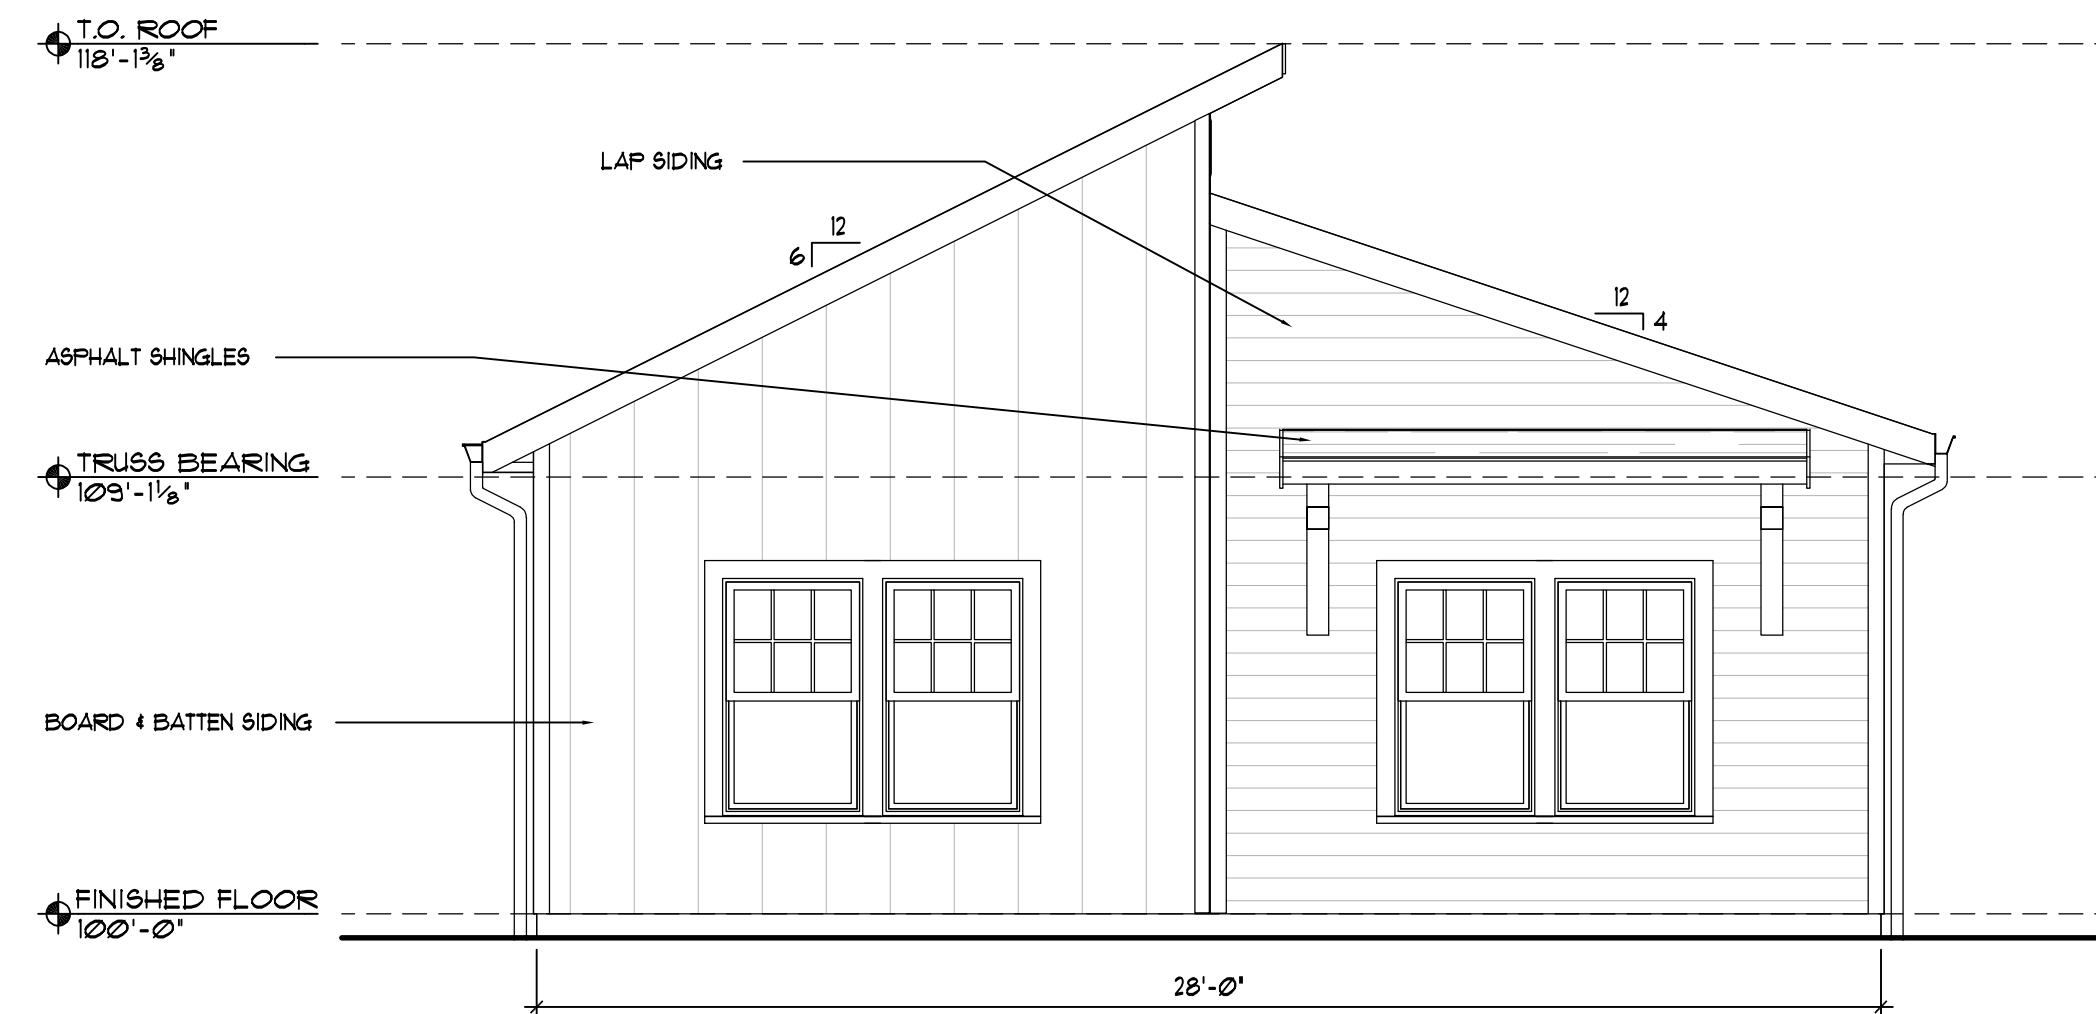 T.O. ROOF
118'-1⅜"
LAP SIDING
12
6
12
4
ASPHALT SHINGLES
TRUSS BEARING
109'-1⅛"
BOARD & BATTEN SIDING
FINISHED FLOOR
100'-0"
28'-0"